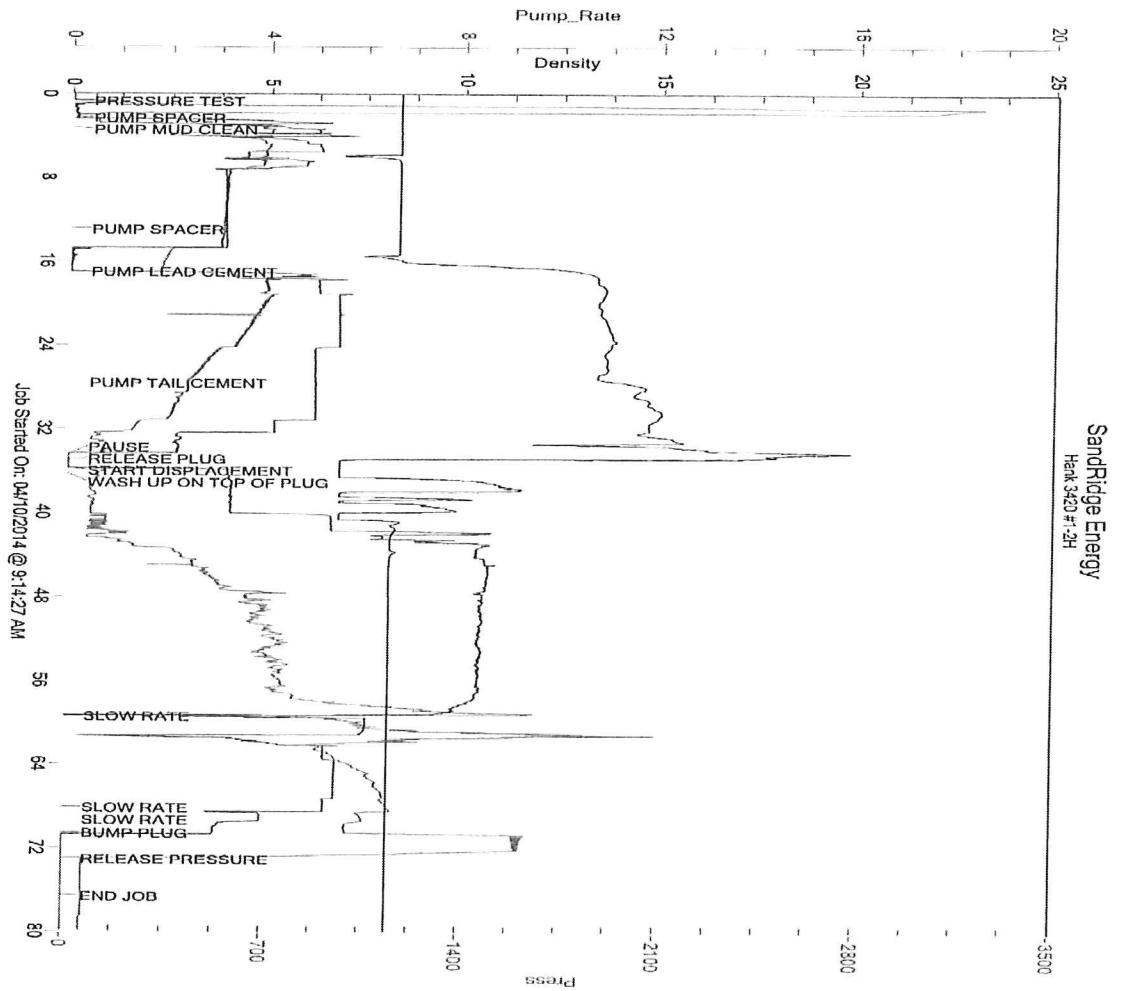 SandRidge Energy
Hank 3420 #1-2H
Pump_Rate
0 4 8 12 16 20
Density
0 5 10 15 20 25
PRESSURE TEST
PUMP SPACER
PUMP MUD CLEAN
PUMP SPACER
PUMP LEAD CEMENT
PUMP TAIL CEMENT
PAUSE
RELEASE PLUG
START DISPLACEMENT
WASH UP ON TOP OF PLUG
SLOW RATE
SLOW RATE
SLOW RATE
BUMP PLUG
RELEASE PRESSURE
END JOB
0
8
16
24
32
40
48
56
64
72
80
Job Started On: 04/10/2014 @ 9:14:27 AM
0 700 1400 2100 2800 3500
Press